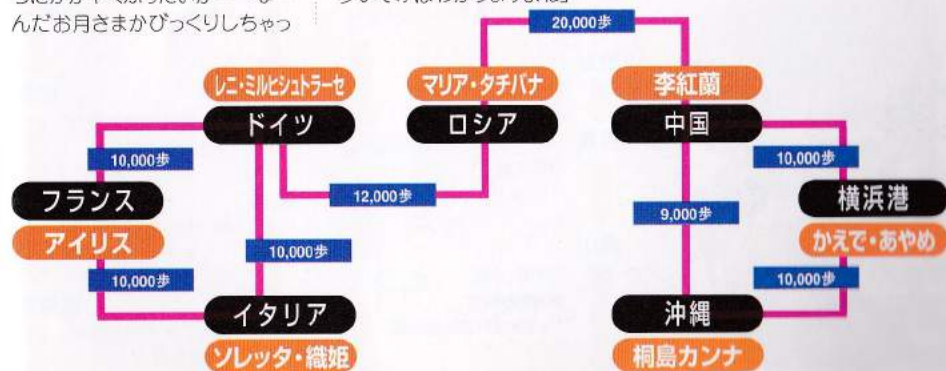 んだお月さまかびっくりしちゃっ
20,000歩
レニ・ミルヒシュトラーセ
マリア・タチバナ
李紅蘭
ドイツ
ロシア
中国
10,000歩
10,000歩
フランス
12,000歩
横浜港
アイリス
9,000歩
かえで・あやめ
10,000歩
10,000歩
10,000歩
イタリア
沖縄
ソレッタ・織姫
桐島カンナ